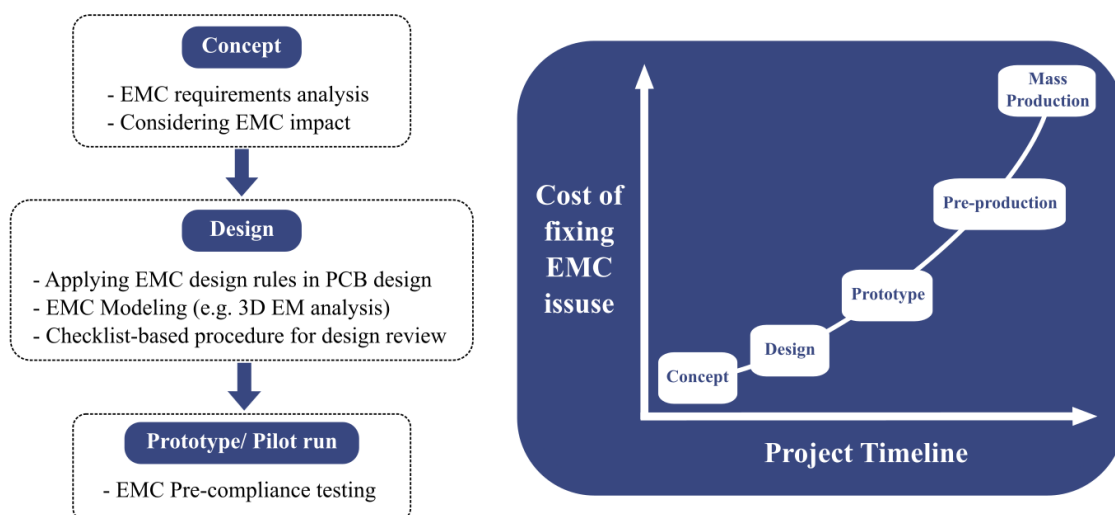 Concept
- EMC requirements analysis
- Considering EMC impact
Design
- Applying EMC design rules in PCB design
- EMC Modeling (e.g. 3D EM analysis)
- Checklist-based procedure for design review
Prototype/ Pilot run
- EMC Pre-compliance testing
Cost of
fixing
EMC
issuse
Mass
Production
Pre-production
Prototype
Design
Concept
Project Timeline